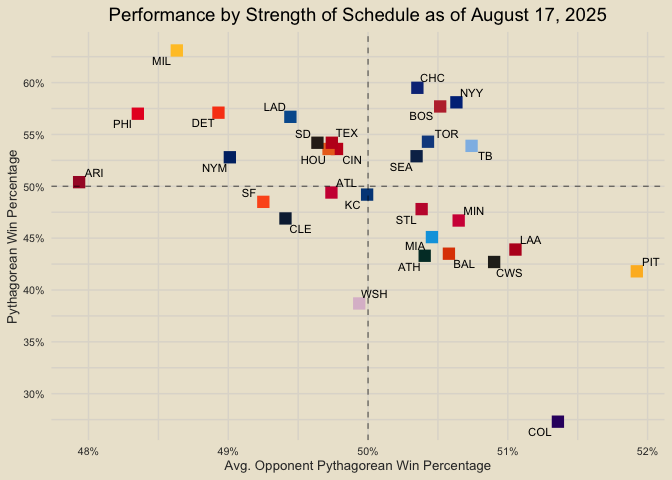 Performance by Strength of Schedule as of August 17, 2025
MIL
CHC
NYY
PHI
DET
LAD
BOS
SD
TEX
TOR
HOU
CIN
TB
NYM
SEA
ARI
ATL
SF
KC
CLE
STL
MIN
MIA
LAA
ATH
BAL
CWS
PIT
WSH
COL
60%
55%
50%
45%
40%
35%
30%
Pythagorean Win Percentage
48%
49%
50%
51%
52%
Avg. Opponent Pythagorean Win Percentage